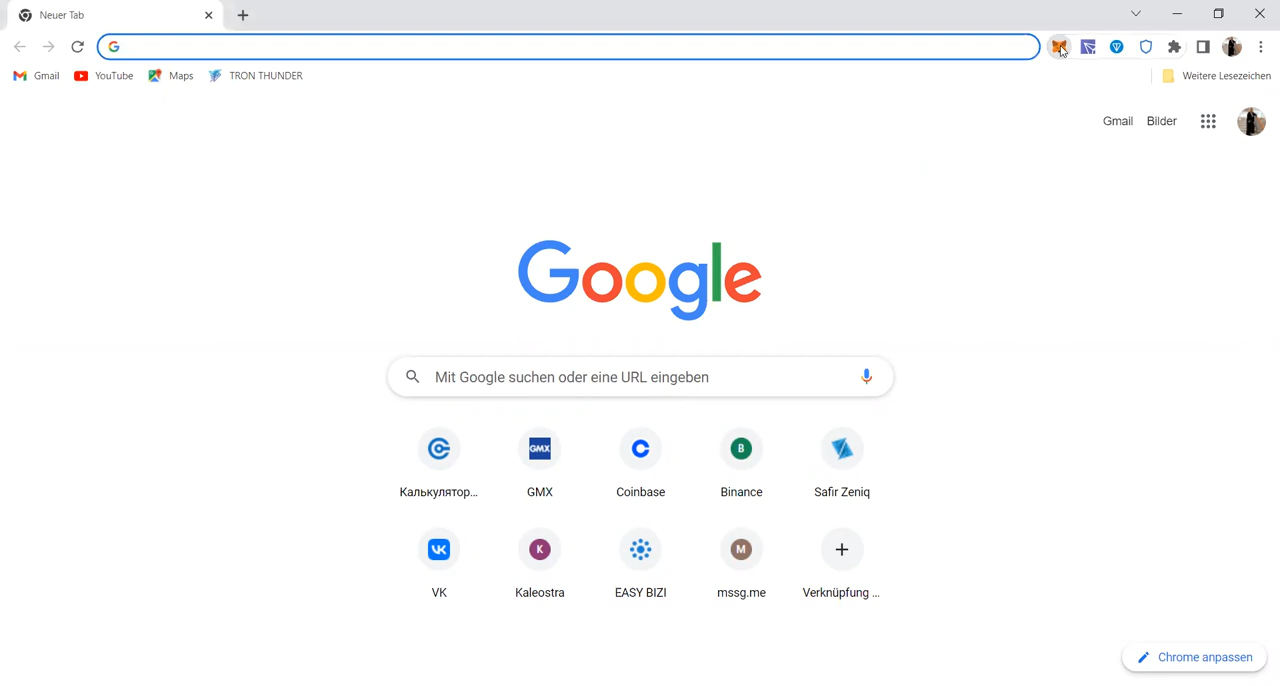 Neuer Tab
Gmail YouTube Maps TRON THUNDER Weitere Lesezeichen
Gmail Bilder
Google
Mit Google suchen oder eine URL eingeben
GMX B
Калькулятор... GMX Coinbase Binance Safir Zeniq
K M
VK Kaleostra EASY BIZI mssg.me Verknüpfung ...
Chrome anpassen